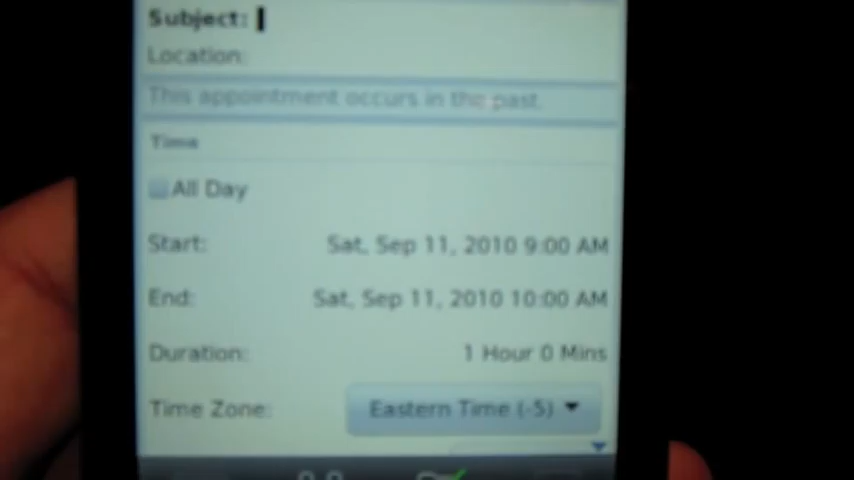 Subject:
Location:
This appointment occurs in the past.
Time
All Day
Start: Sat, Sep 11, 2010 9:00 AM
End: Sat, Sep 11, 2010 10:00 AM
Duration: 1 Hour 0 Mins
Time Zone: Eastern Time (-5)